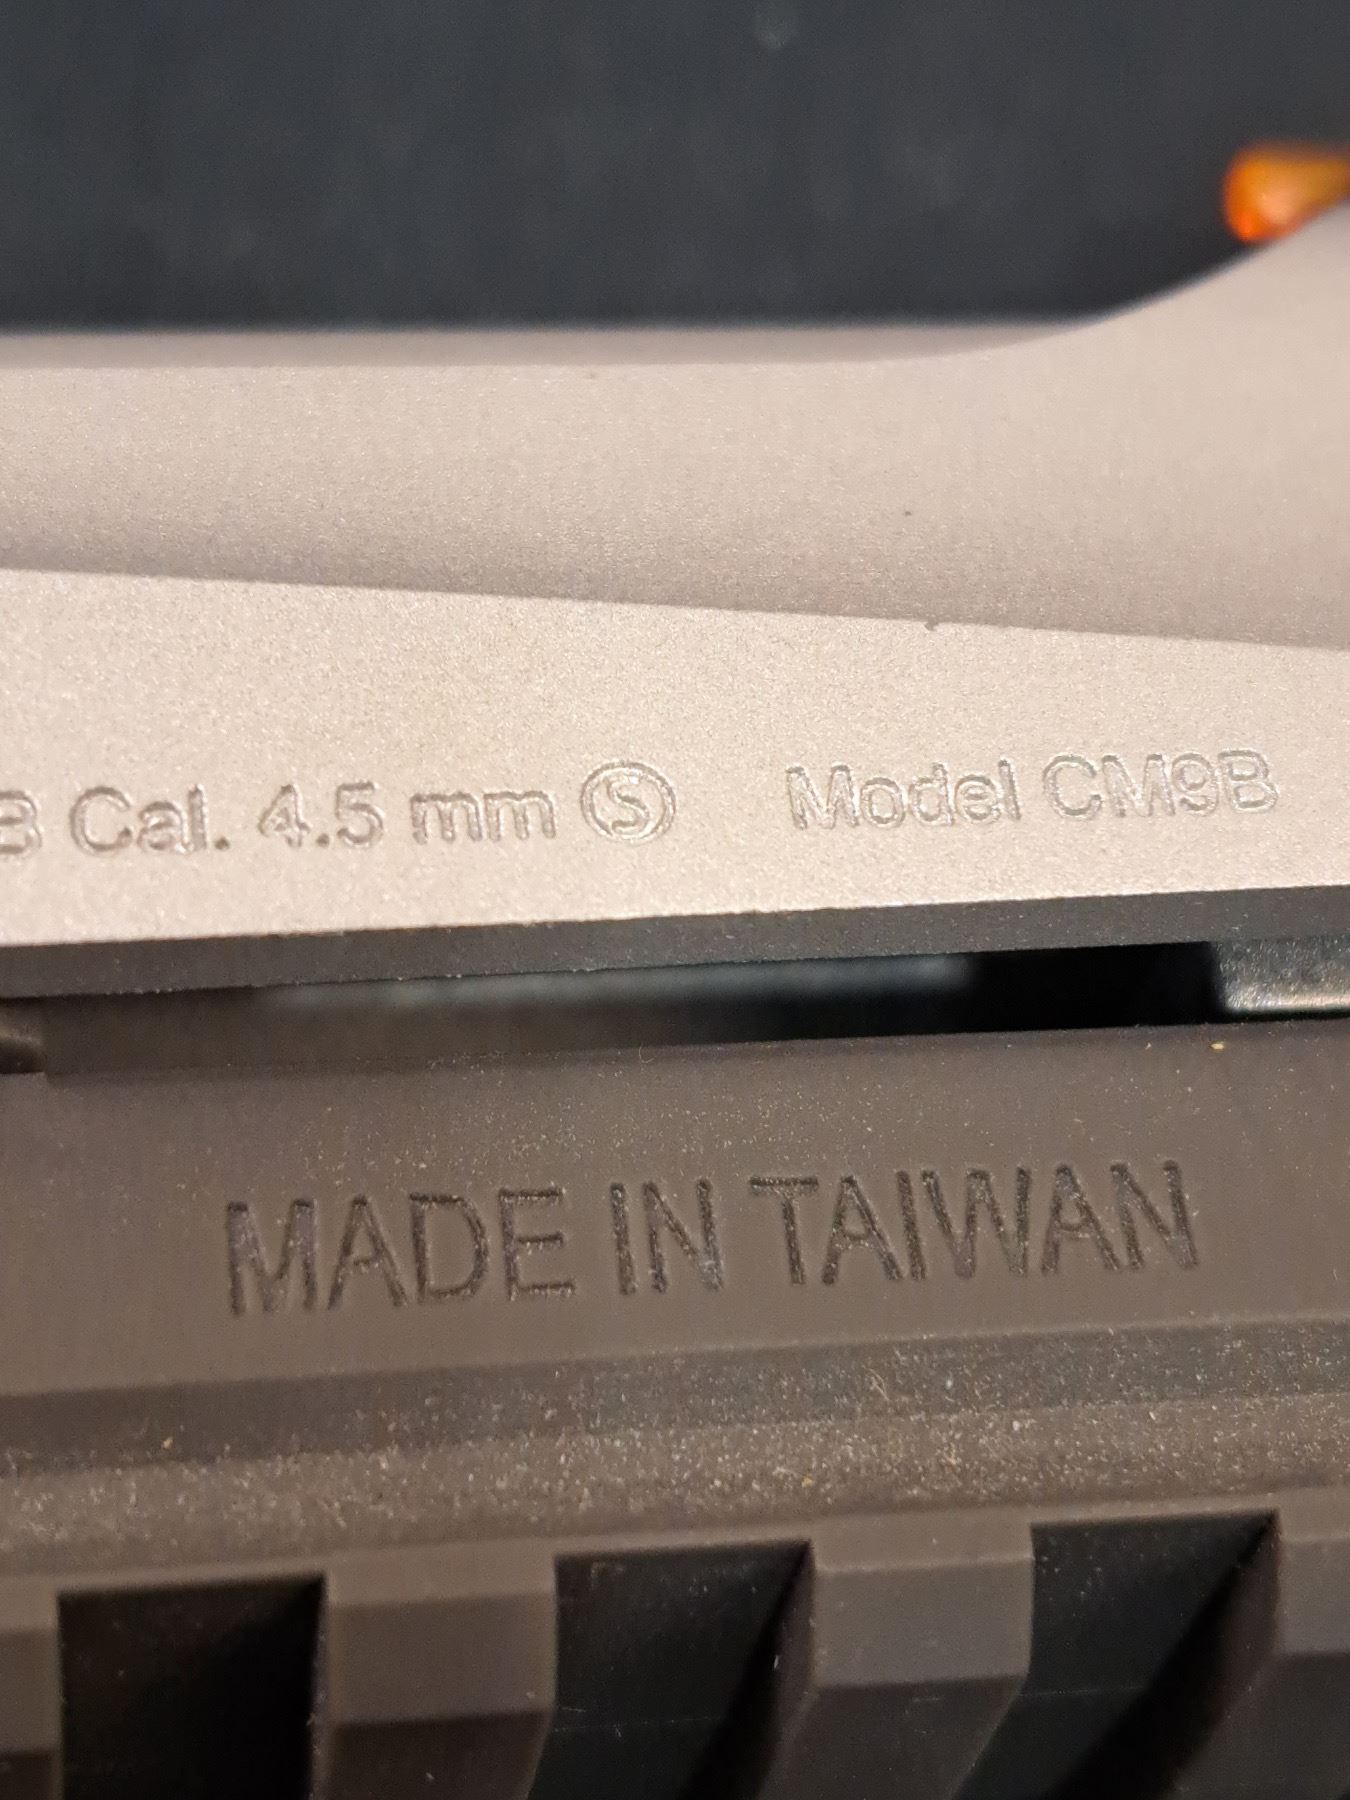 B Cal. 4.5 mm Ⓢ Model CM9B
MADE IN TAIWAN